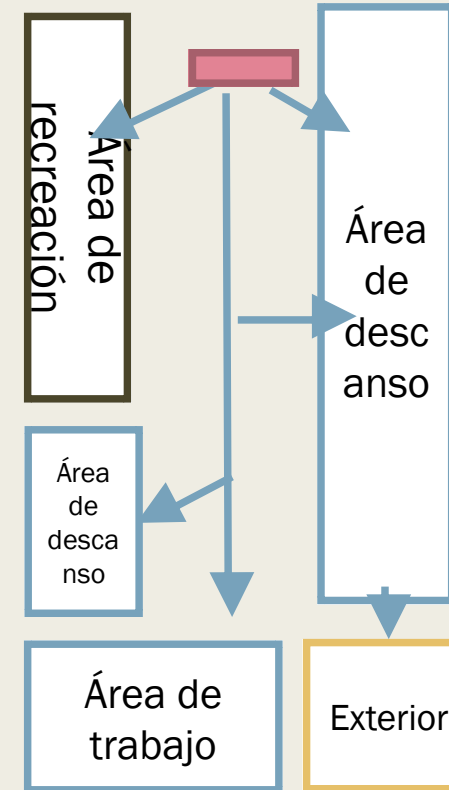 Área de
recreación
Área
de
desc
anso
Área
de
desca
nso
Área de
trabajo
Exterior